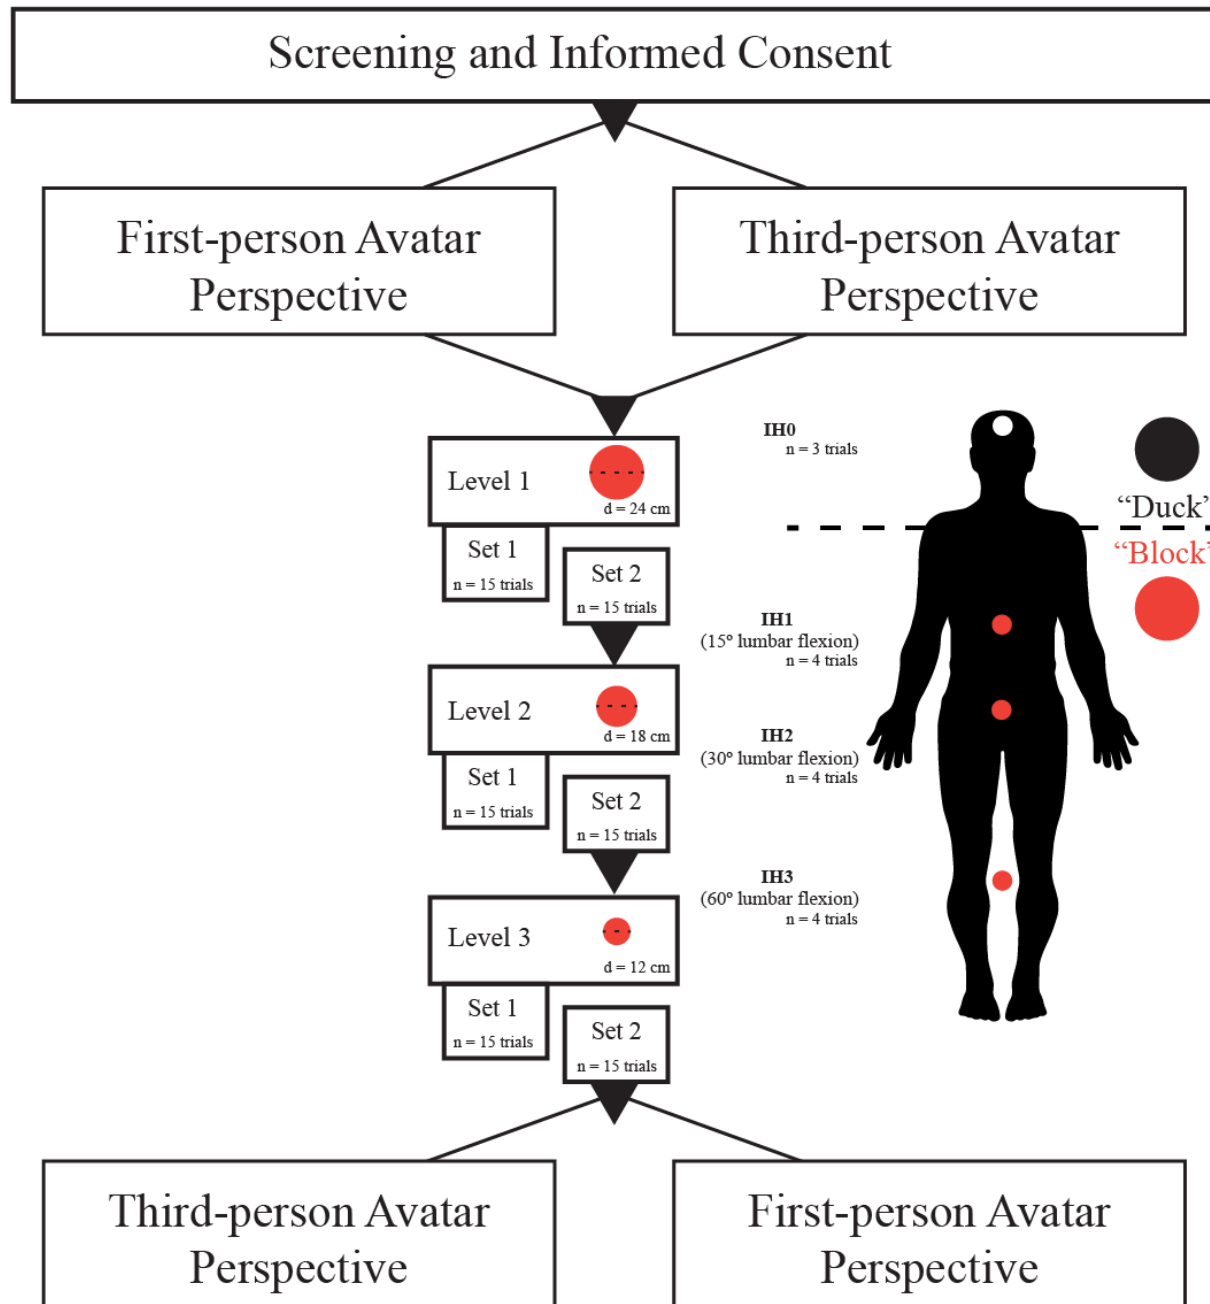 Screening and Informed Consent
First-person Avatar
Perspective
Third-person Avatar
Perspective
Level 1
d = 24 cm
Set 1
n = 15 trials
Set 2
n = 15 trials
Level 2
d = 18 cm
Set 1
n = 15 trials
Set 2
n = 15 trials
Level 3
d = 12 cm
Set 1
n = 15 trials
Set 2
n = 15 trials
IH0
n = 3 trials
IH1
(15º lumbar flexion)
n = 4 trials
IH2
(30º lumbar flexion)
n = 4 trials
IH3
(60º lumbar flexion)
n = 4 trials
“Duck”
“Block”
Third-person Avatar
Perspective
First-person Avatar
Perspective